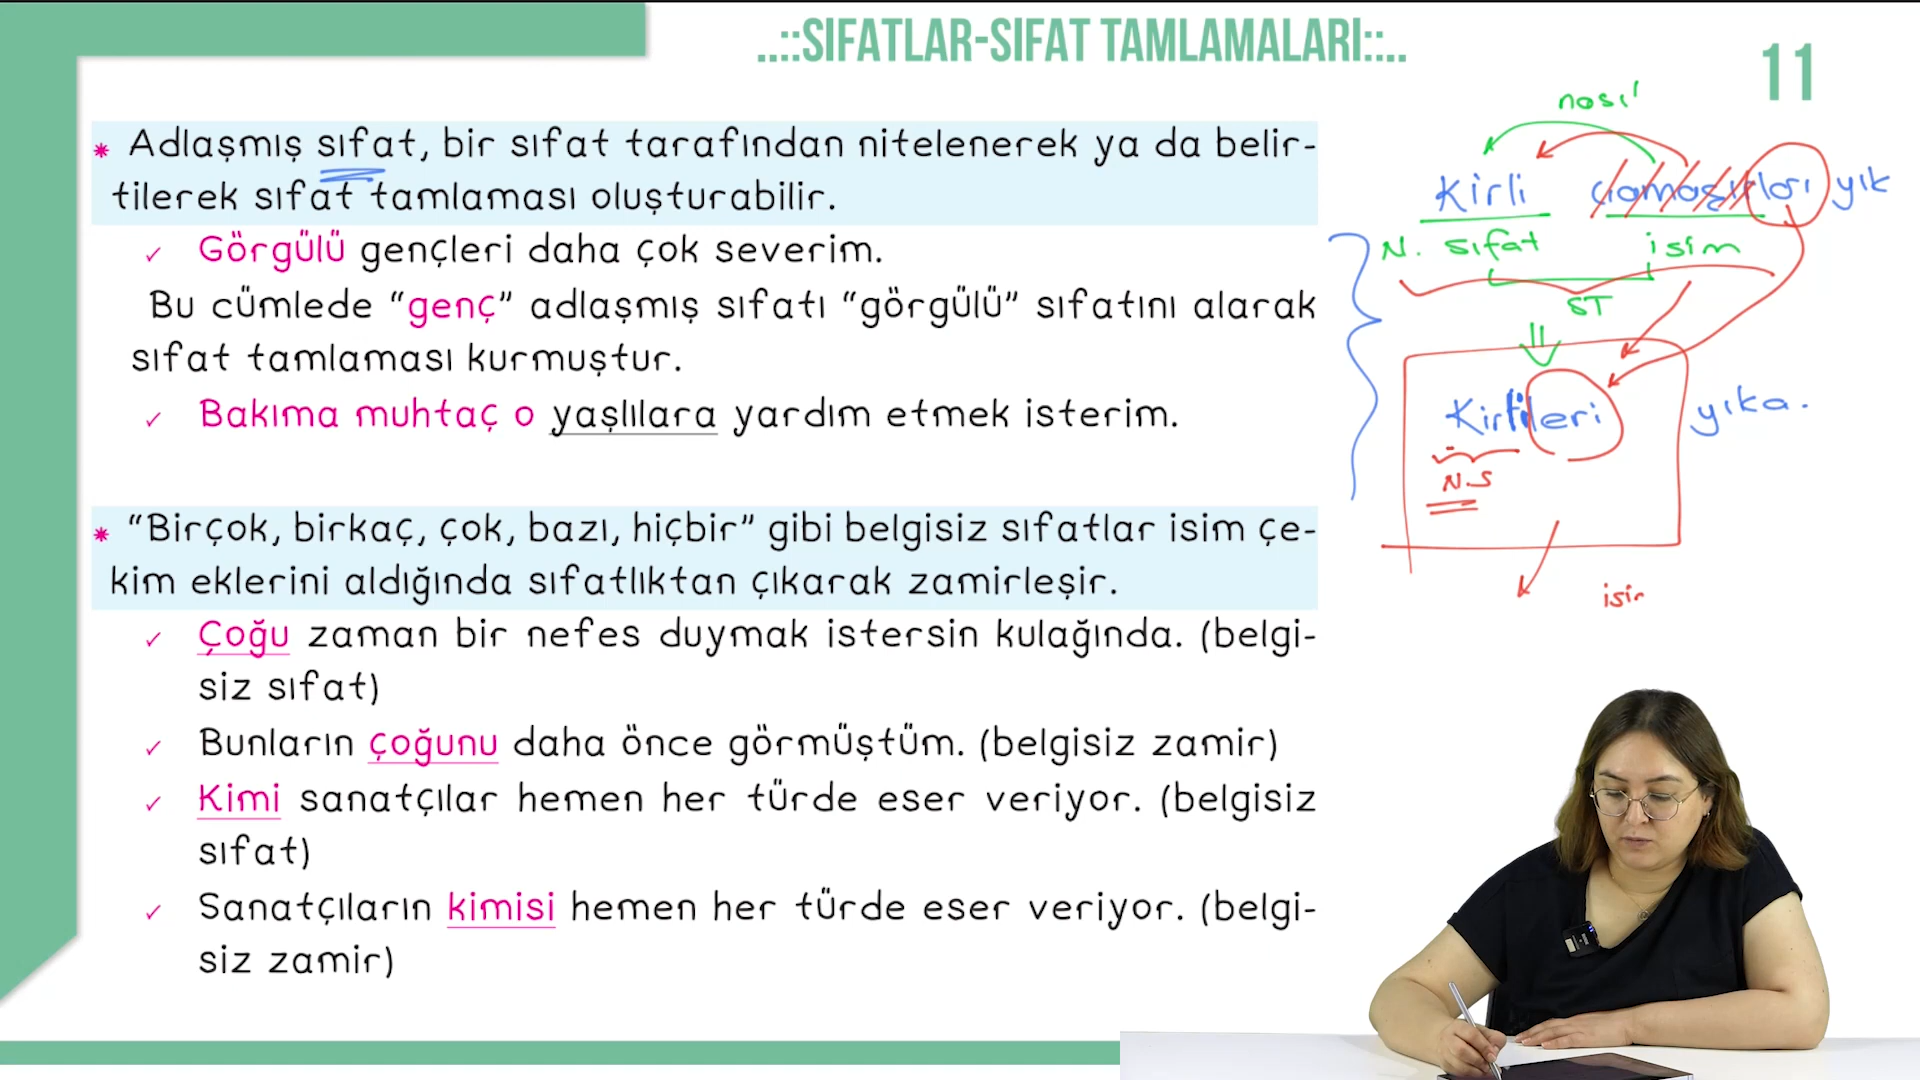 ..::SIFATLAR-SIFAT TAMLAMALARI::..
11
* Adlaşmış sıfat, bir sıfat tarafından nitelenerek ya da belir-
tilerek sıfat tamlaması oluşturabilir.
✓ Görgülü gençleri daha çok severim.
Bu cümlede “genç” adlaşmış sıfatı “görgülü” sıfatını alarak
sıfat tamlaması kurmuştur.
✓ Bakıma muhtaç o yaşlılara yardım etmek isterim.
* “Birçok, birkaç, çok, bazı, hiçbir” gibi belgisiz sıfatlar isim çe-
kim eklerini aldığında sıfatlıktan çıkarak zamirleşir.
✓ Çoğu zaman bir nefes duymak istersin kulağında. (belgi-
siz sıfat)
✓ Bunların çoğunu daha önce görmüştüm. (belgisiz zamir)
✓ Kimi sanatçılar hemen her türde eser veriyor. (belgisiz
sıfat)
✓ Sanatçıların kimisi hemen her türde eser veriyor. (belgi-
siz zamir)
nasıl
Kirli çamaşırları yık
N. sıfat isim
ST
Kirlileri yıka.
N.S